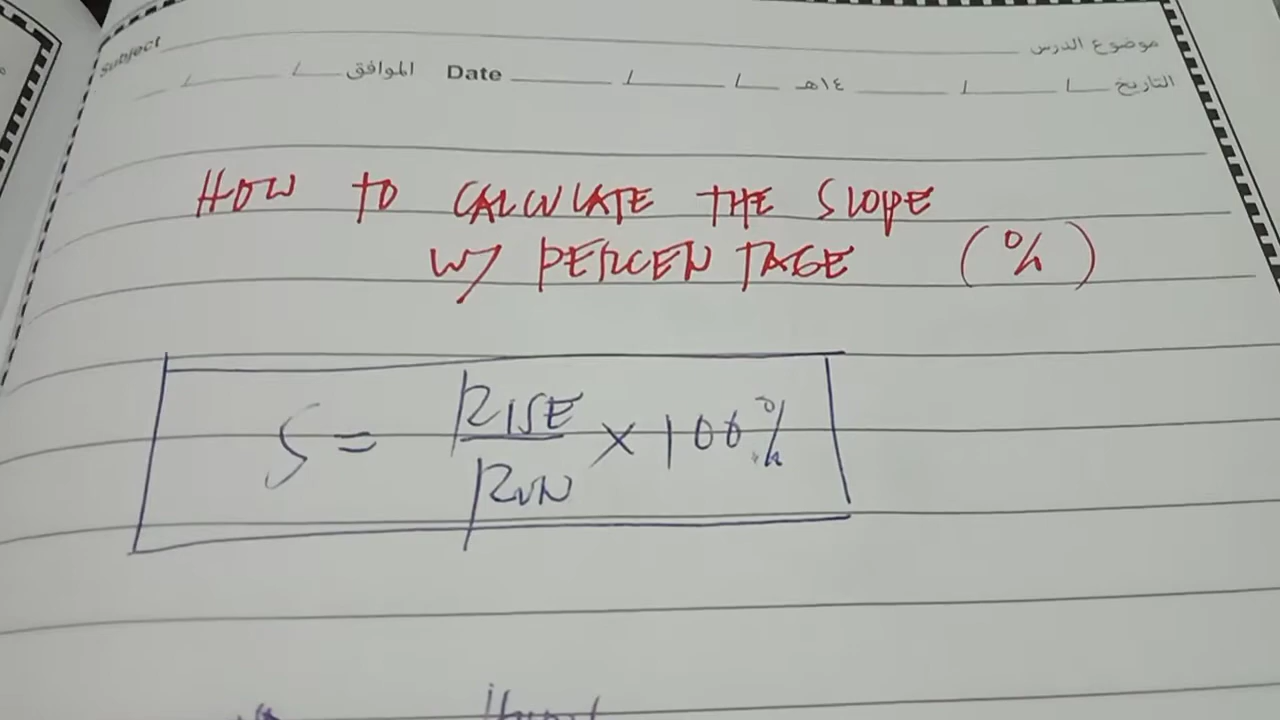 Subject موضوع الدرس
التاريخ / / ١٤هـ Date / / الموافق / /
HOW TO CALCULATE THE SLOPE
W/ PERCENTAGE (%)
S = RISE/RUN × 100%